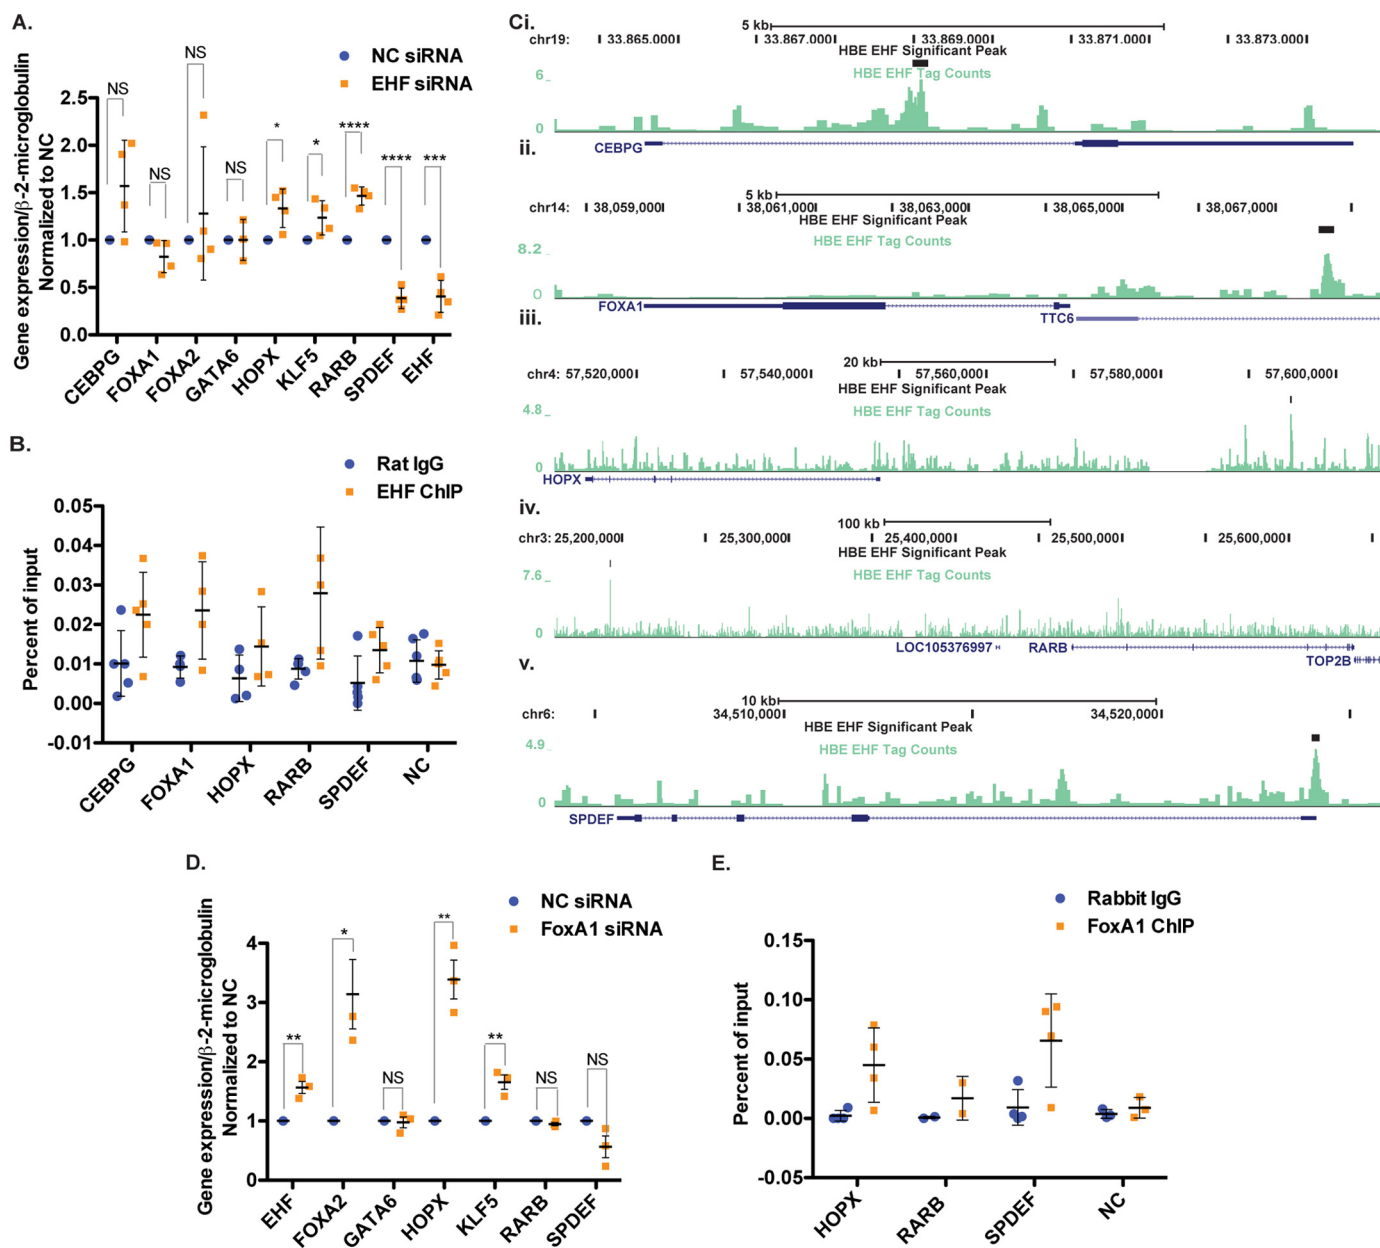 A.
NC siRNA
EHF siRNA
Gene expression/β-2-microglobulin
Normalized to NC
2.5
2.0
1.5
1.0
0.5
0.0
NS
NS
NS
NS
*
*
****
****
***
CEBPG
FOXA1
FOXA2
GATA6
HOPX
KLF5
RARB
SPDEF
EHF
B.
Rat IgG
EHF ChIP
Percent of input
0.05
0.04
0.03
0.02
0.01
0.00
-0.01
CEBPG
FOXA1
HOPX
RARB
SPDEF
NC
Ci.
5 kb
chr19: 33.865.000 33.867.000 33.869.000 33.871.000 33.873.000
HBE EHF Significant Peak
HBE EHF Tag Counts
6
0
CEBPG
ii.
5 kb
chr14: 38,059,000 38,061,000 38,063,000 38,065,000 38,067,000
HBE EHF Significant Peak
HBE EHF Tag Counts
8.2
0
FOXA1
TTC6
iii.
20 kb
chr4: 57,520,000 57,540,000 57,560,000 57,580,000 57,600,000
HBE EHF Significant Peak
HBE EHF Tag Counts
4.8
0
HOPX
iv.
100 kb
chr3: 25,200,000 25,300,000 25,400,000 25,500,000 25,600,000
HBE EHF Significant Peak
HBE EHF Tag Counts
7.6
0
LOC105376997 RARB
TOP2B
v.
10 kb
chr6: 34,510,000 34,520,000
HBE EHF Significant Peak
HBE EHF Tag Counts
4.9
0
SPDEF
D.
NC siRNA
FoxA1 siRNA
Gene expression/β-2-microglobulin
Normalized to NC
4
3
2
1
0
**
*
NS
**
**
NS
NS
EHF
FOXA2
GATA6
HOPX
KLF5
RARB
SPDEF
E.
Rabbit IgG
FoxA1 ChIP
Percent of input
0.15
0.10
0.05
0.00
-0.05
HOPX
RARB
SPDEF
NC